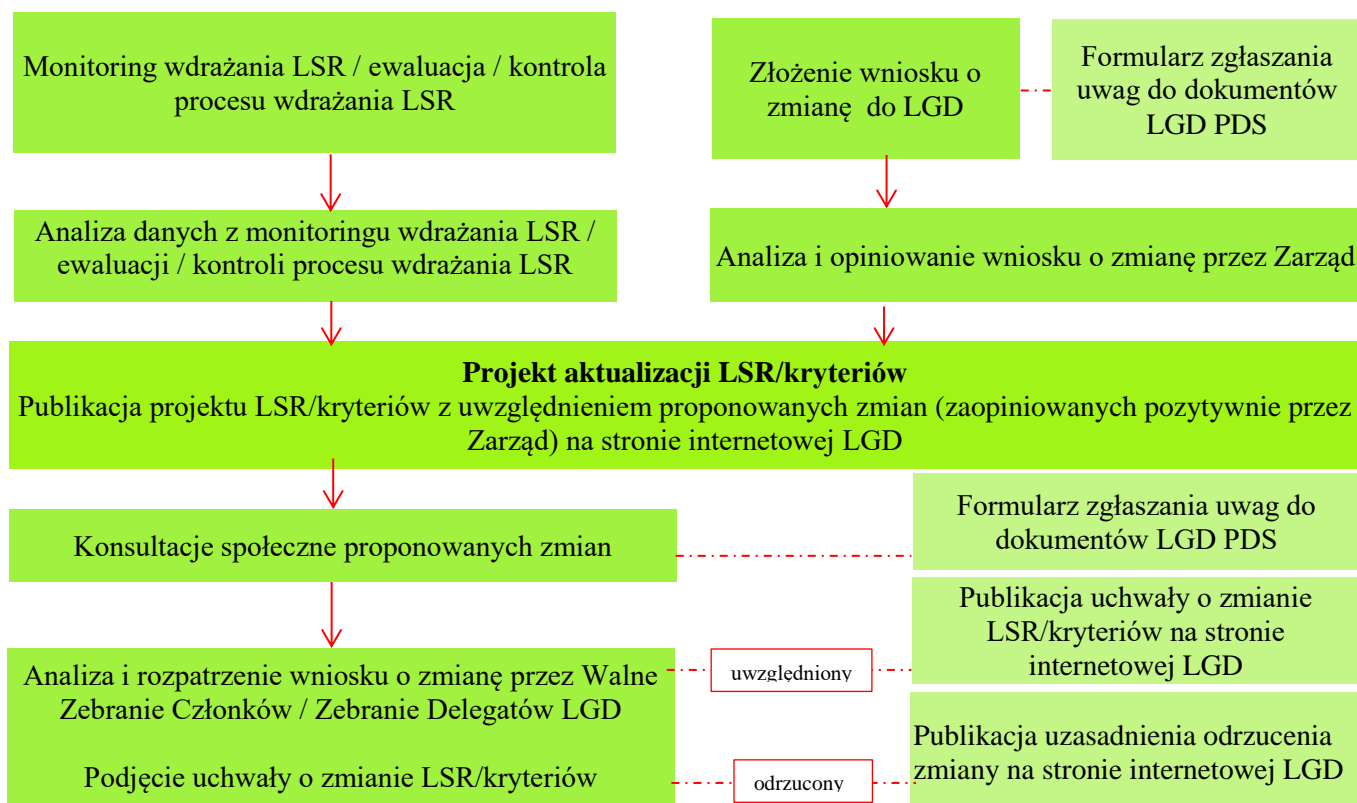 Monitoring wdrażania LSR / ewaluacja / kontrola
procesu wdrażania LSR
Złożenie wniosku o
zmianę do LGD
Formularz zgłaszania
uwag do dokumentów
LGD PDS
Analiza danych z monitoringu wdrażania LSR /
ewaluacji / kontroli procesu wdrażania LSR
Analiza i opiniowanie wniosku o zmianę przez Zarząd
Projekt aktualizacji LSR/kryteriów
Publikacja projektu LSR/kryteriów z uwzględnieniem proponowanych zmian (zaopiniowanych pozytywnie przez
Zarząd) na stronie internetowej LGD
Konsultacje społeczne proponowanych zmian
Formularz zgłaszania uwag do
dokumentów LGD PDS
Analiza i rozpatrzenie wniosku o zmianę przez Walne
Zebranie Członków / Zebranie Delegatów LGD
Podjęcie uchwały o zmianie LSR/kryteriów
uwzględniony
Publikacja uchwały o zmianie
LSR/kryteriów na stronie
internetowej LGD
odrzucony
Publikacja uzasadnienia odrzucenia
zmiany na stronie internetowej LGD